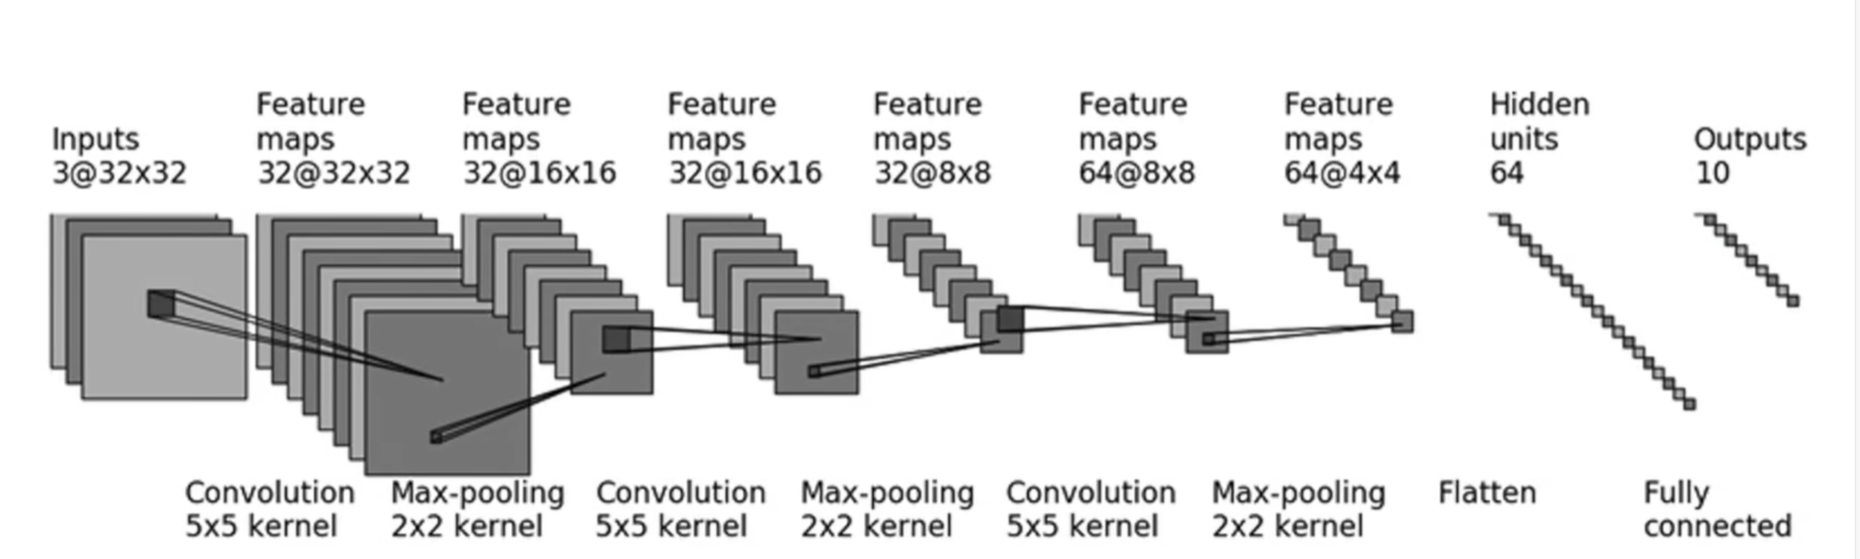 Inputs
3@32x32
Feature
maps
32@32x32
Feature
maps
32@16x16
Feature
maps
32@16x16
Feature
maps
32@8x8
Feature
maps
64@8x8
Feature
maps
64@4x4
Hidden
units
64
Outputs
10
Convolution
5x5 kernel
Max-pooling
2x2 kernel
Convolution
5x5 kernel
Max-pooling
2x2 kernel
Convolution
5x5 kernel
Max-pooling
2x2 kernel
Flatten
Fully
connected